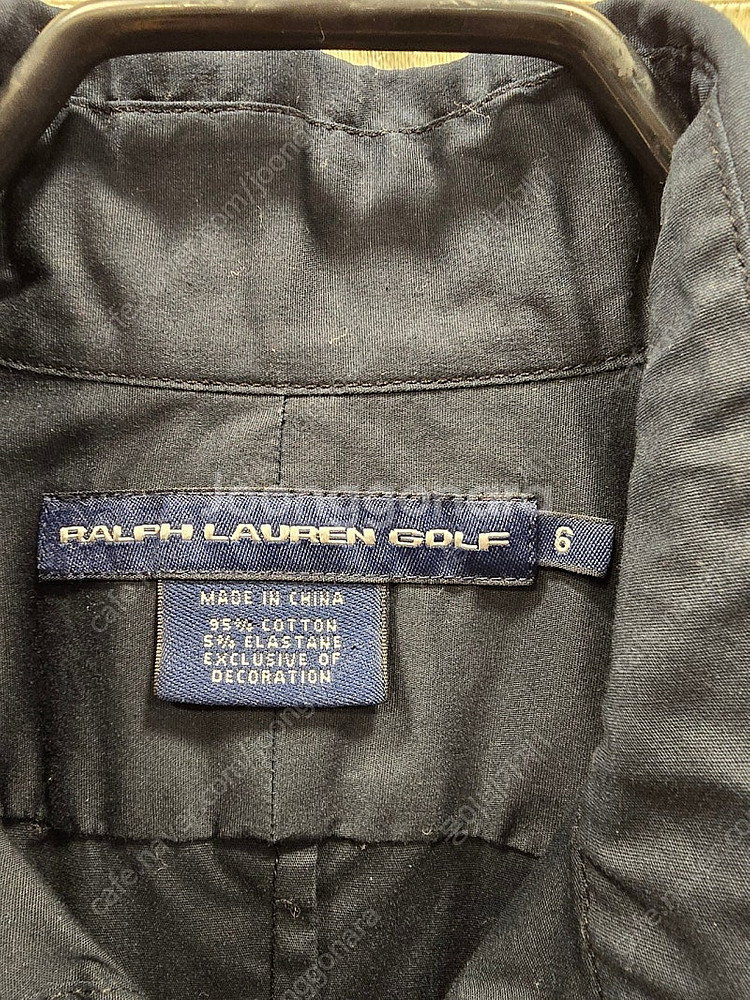 RALPH LAUREN GOLF
6
MADE IN CHINA
95% COTTON
5% ELASTANE
EXCLUSIVE OF
DECORATION